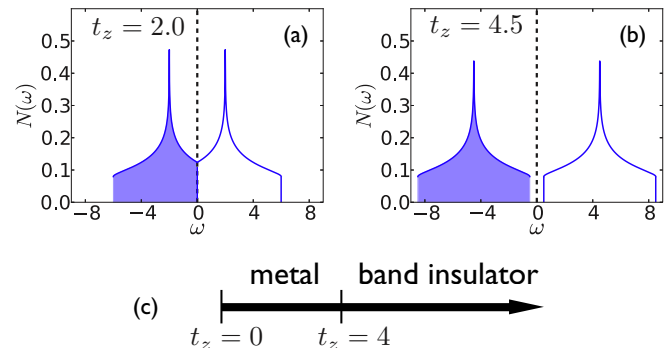 t_z = 2.0
(a)
N(ω)
0.5
0.4
0.3
0.2
0.1
0.0
−8 −4 0 4 8
ω
t_z = 4.5
(b)
N(ω)
0.5
0.4
0.3
0.2
0.1
0.0
−8 −4 0 4 8
ω
metal band insulator
(c)
t_z = 0 t_z = 4